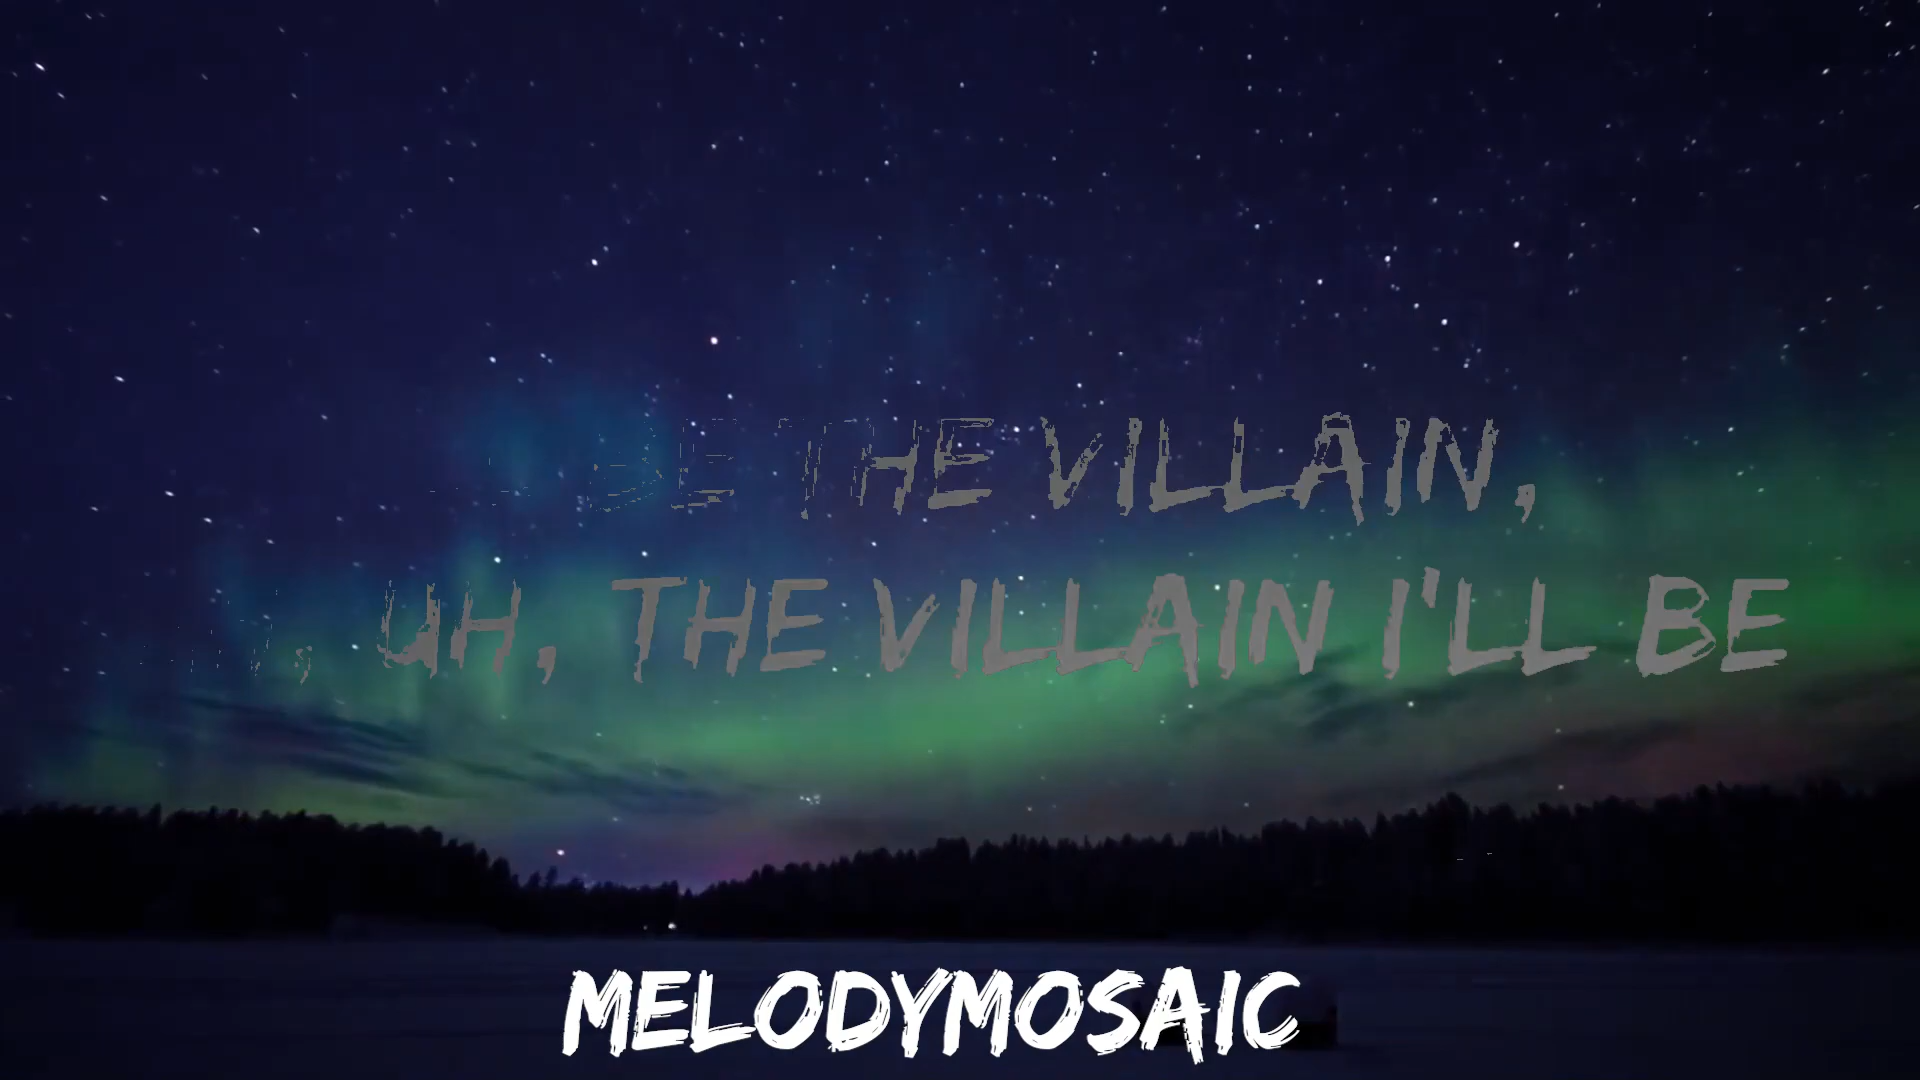 BE THE VILLAIN,
UH, THE VILLAIN I'LL BE
MELODYMOSAIC